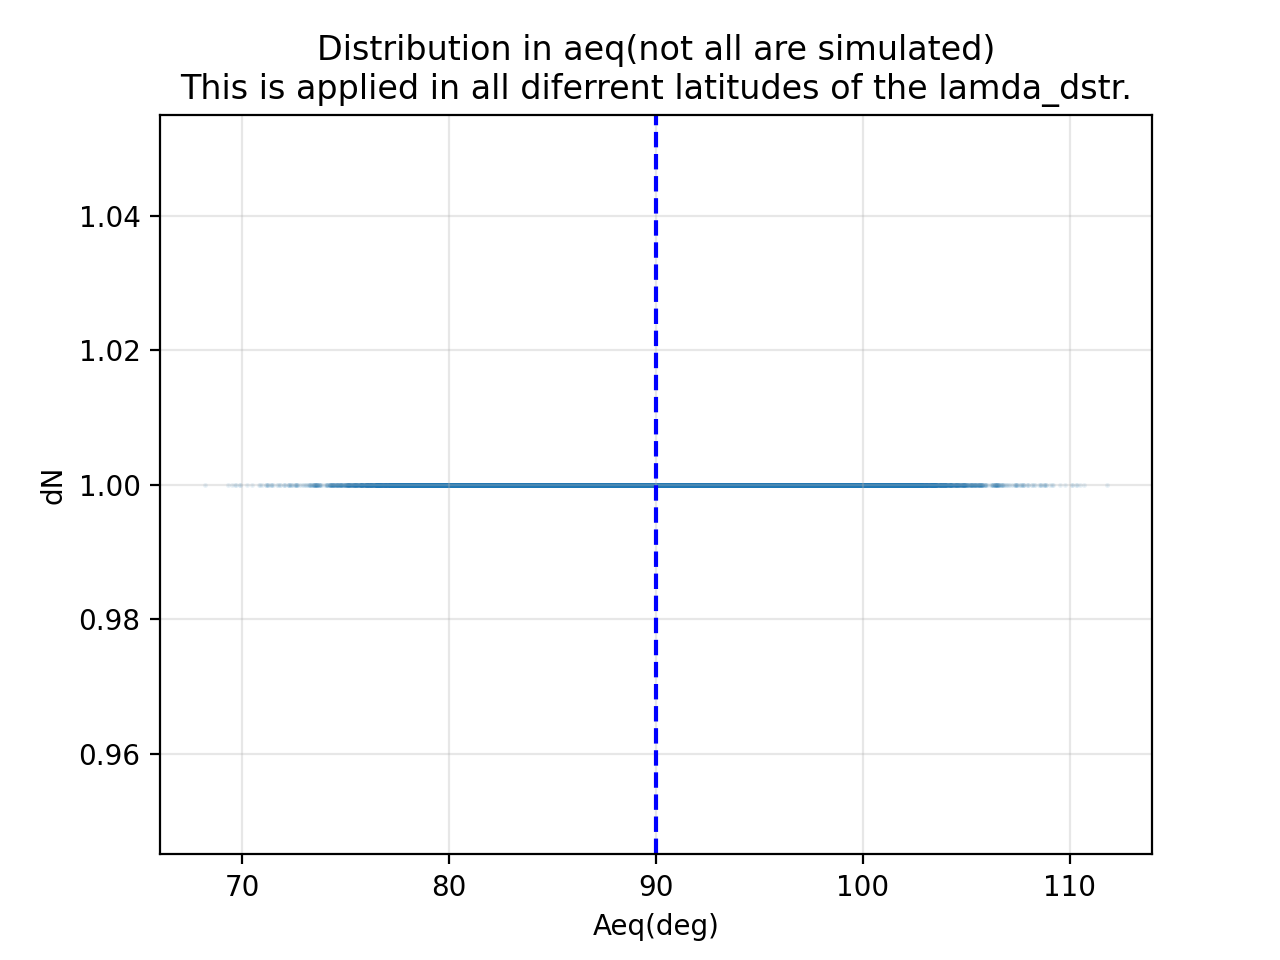 Distribution in aeq(not all are simulated)
This is applied in all diferrent latitudes of the lamda_dstr.
1.04
1.02
1.00
0.98
0.96
dN
70 80 90 100 110
Aeq(deg)